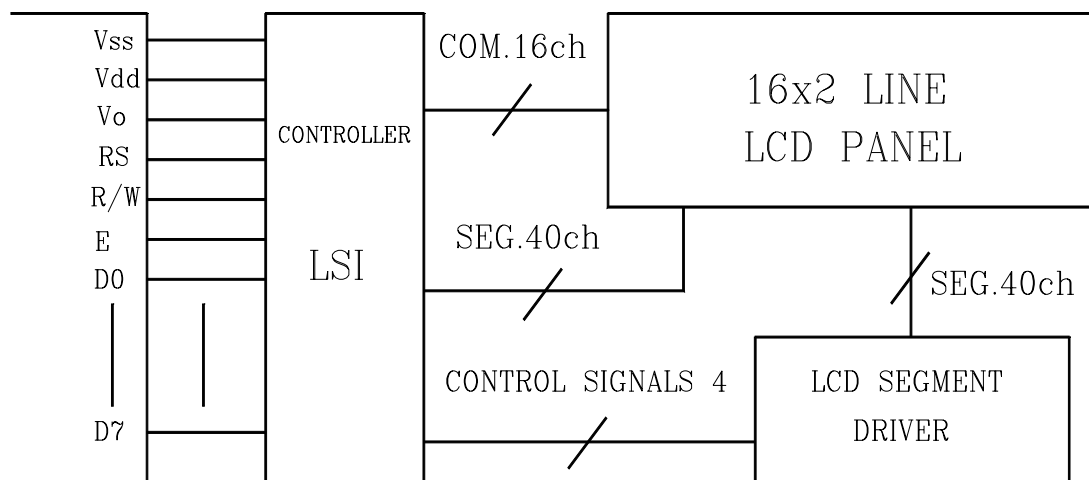 Vss
Vdd
Vo
RS
R/W
E
D0
D7
CONTROLLER
LSI
COM.16ch
SEG.40ch
CONTROL SIGNALS 4
16x2 LINE
LCD PANEL
SEG.40ch
LCD SEGMENT
DRIVER